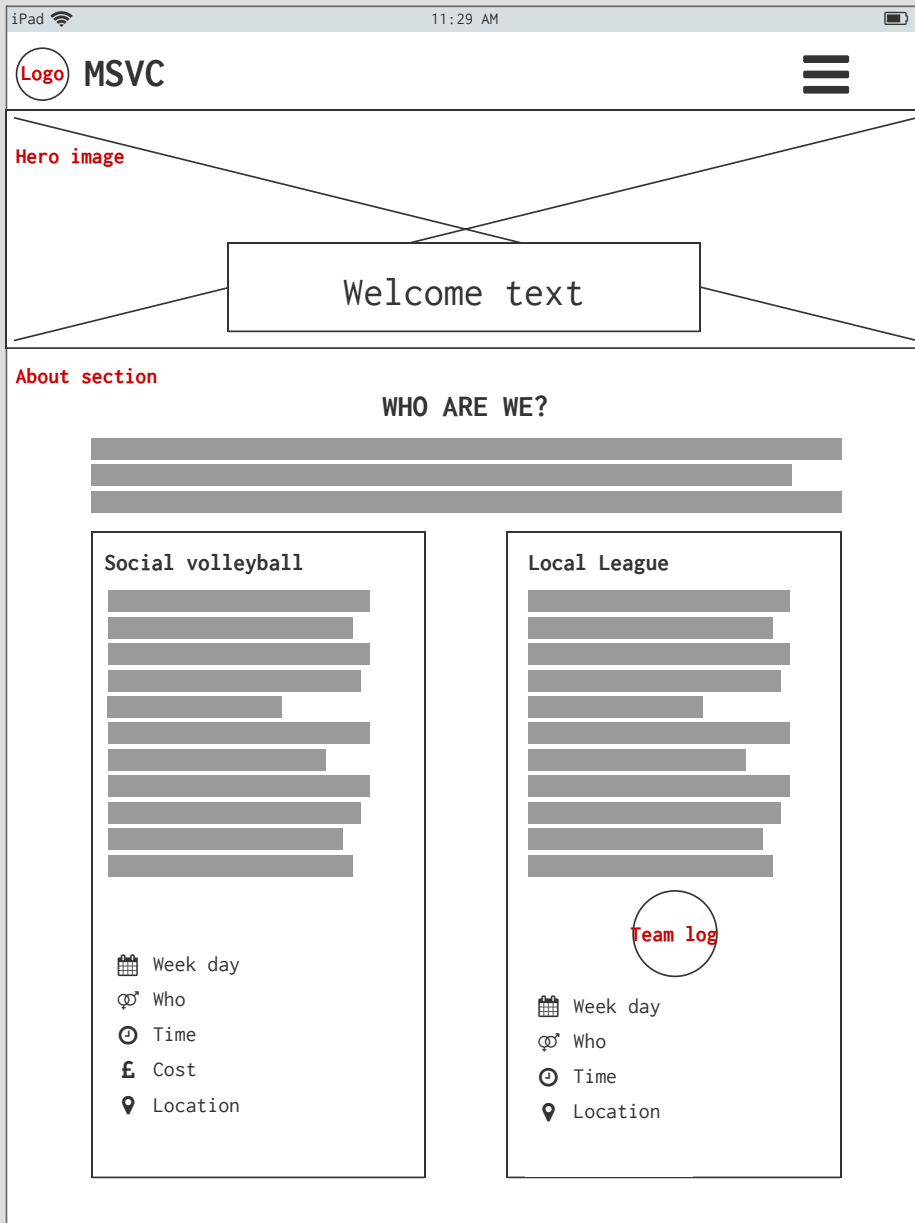 iPad
11:29 AM
Logo
MSVC
Hero image
Welcome text
About section
WHO ARE WE?
Social volleyball
Week day
Who
Time
£ Cost
Location
Local League
Team log
Week day
Who
Time
Location